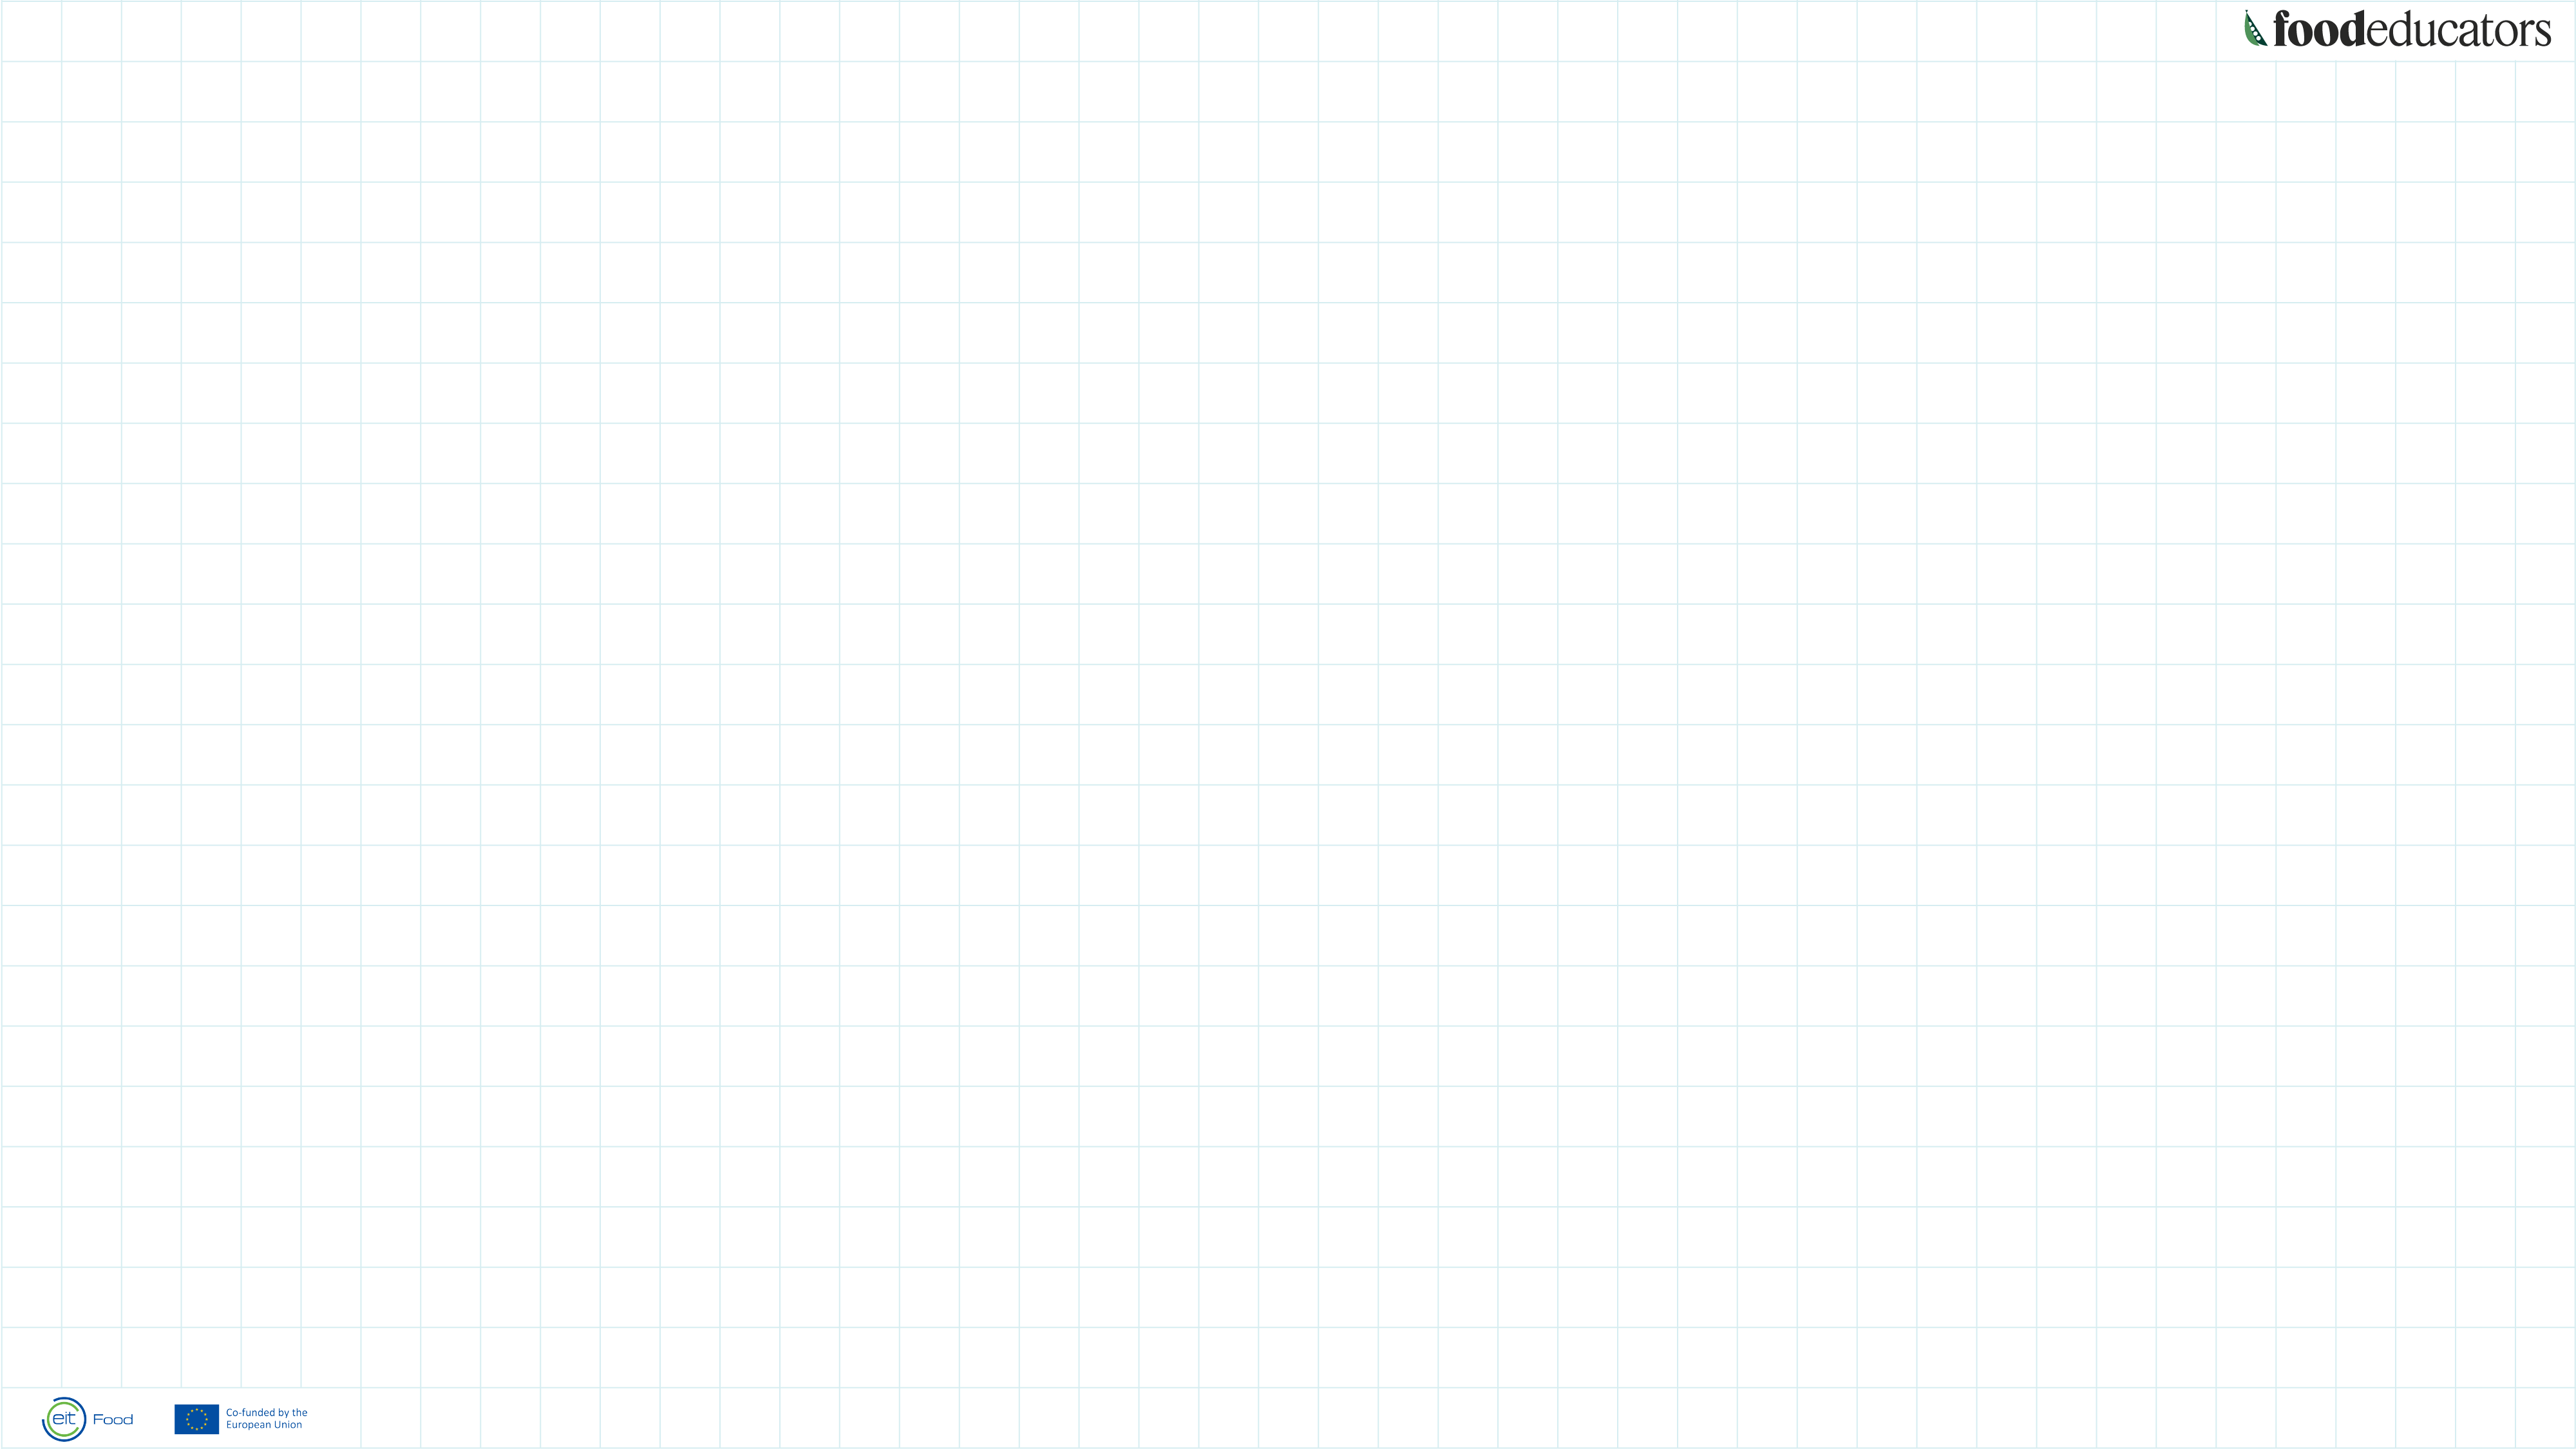 foodeducators
eit Food
Co-funded by the
European Union